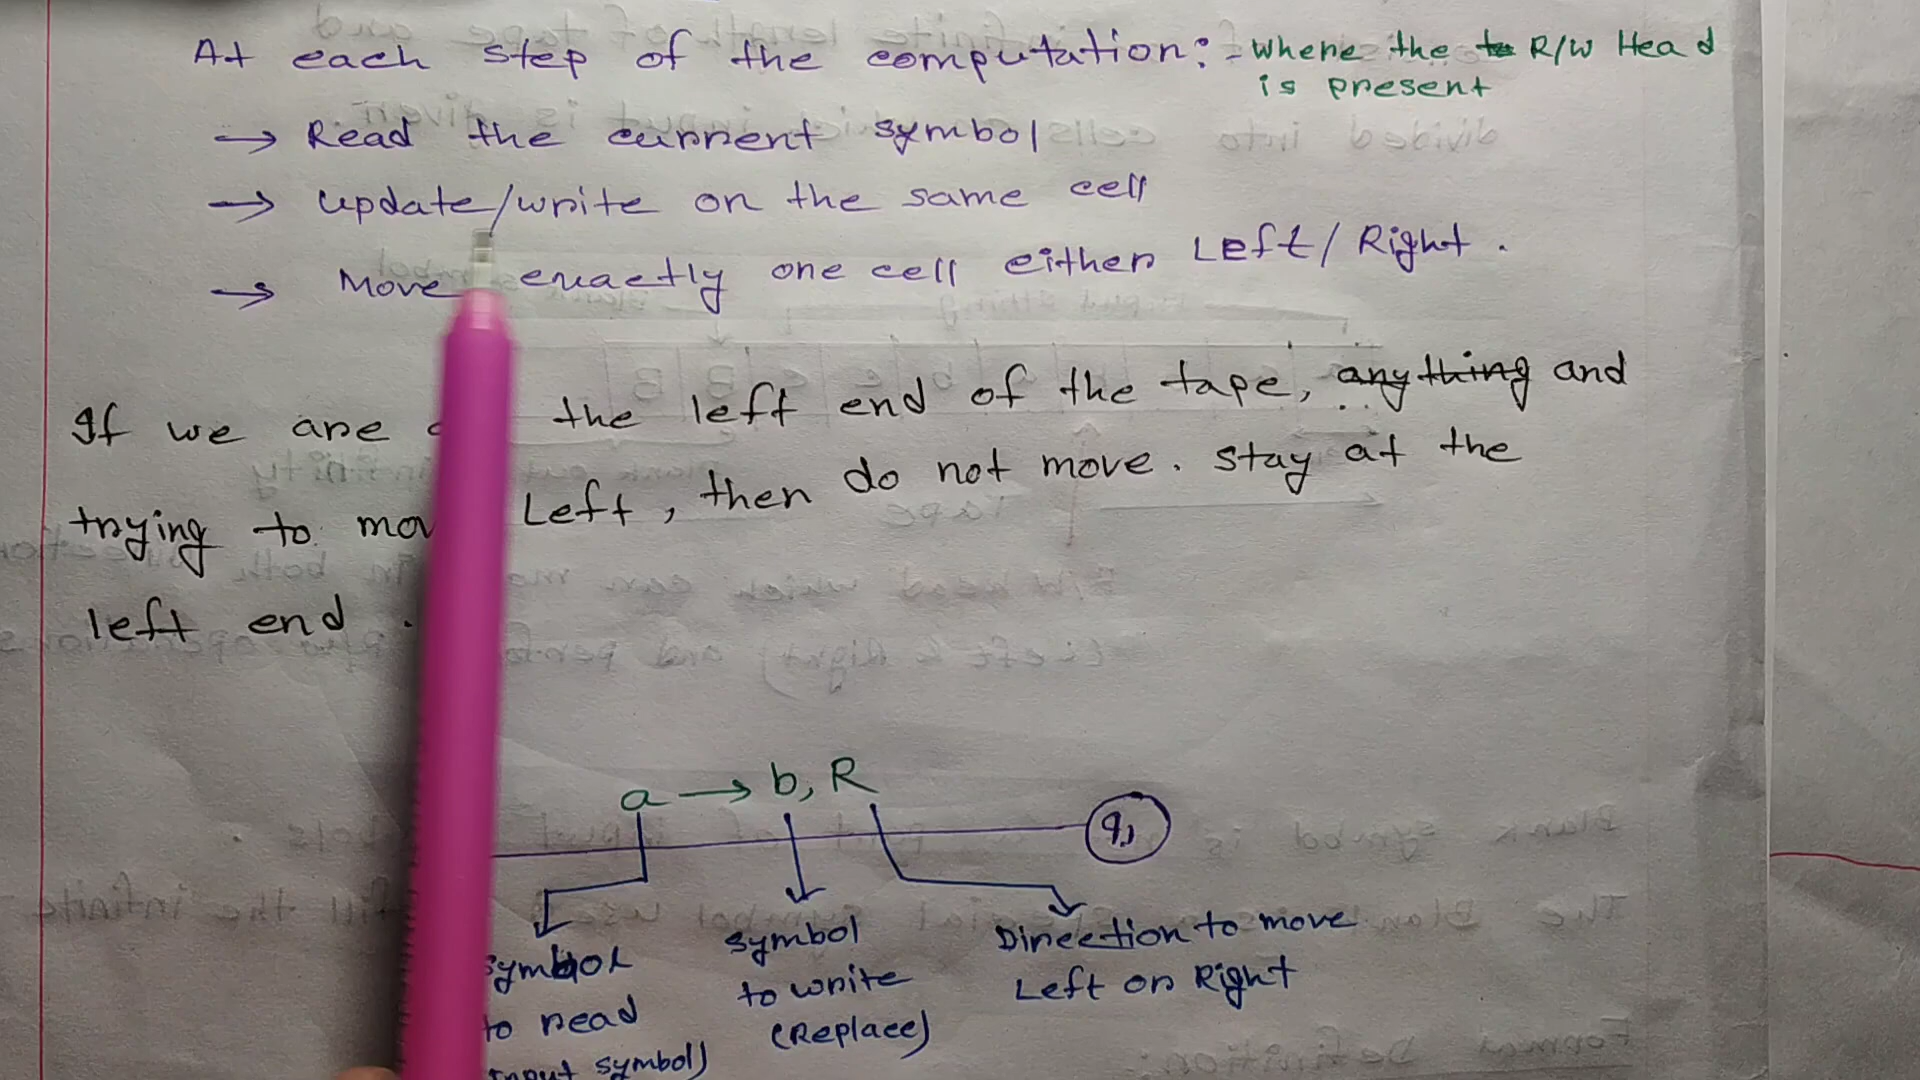 At each step of the computation :- where the R/W Head
is present
→ Read the current symbol
→ update/write on the same cell
→ Move exactly one cell either Left/Right .
If we are the left end of the tape, anything and
trying to Left, then do not move. stay at the
left end .
a → b, R
symbol
to read
input symbol)
symbol
to write
(Replace)
Direction to move
Left or Right